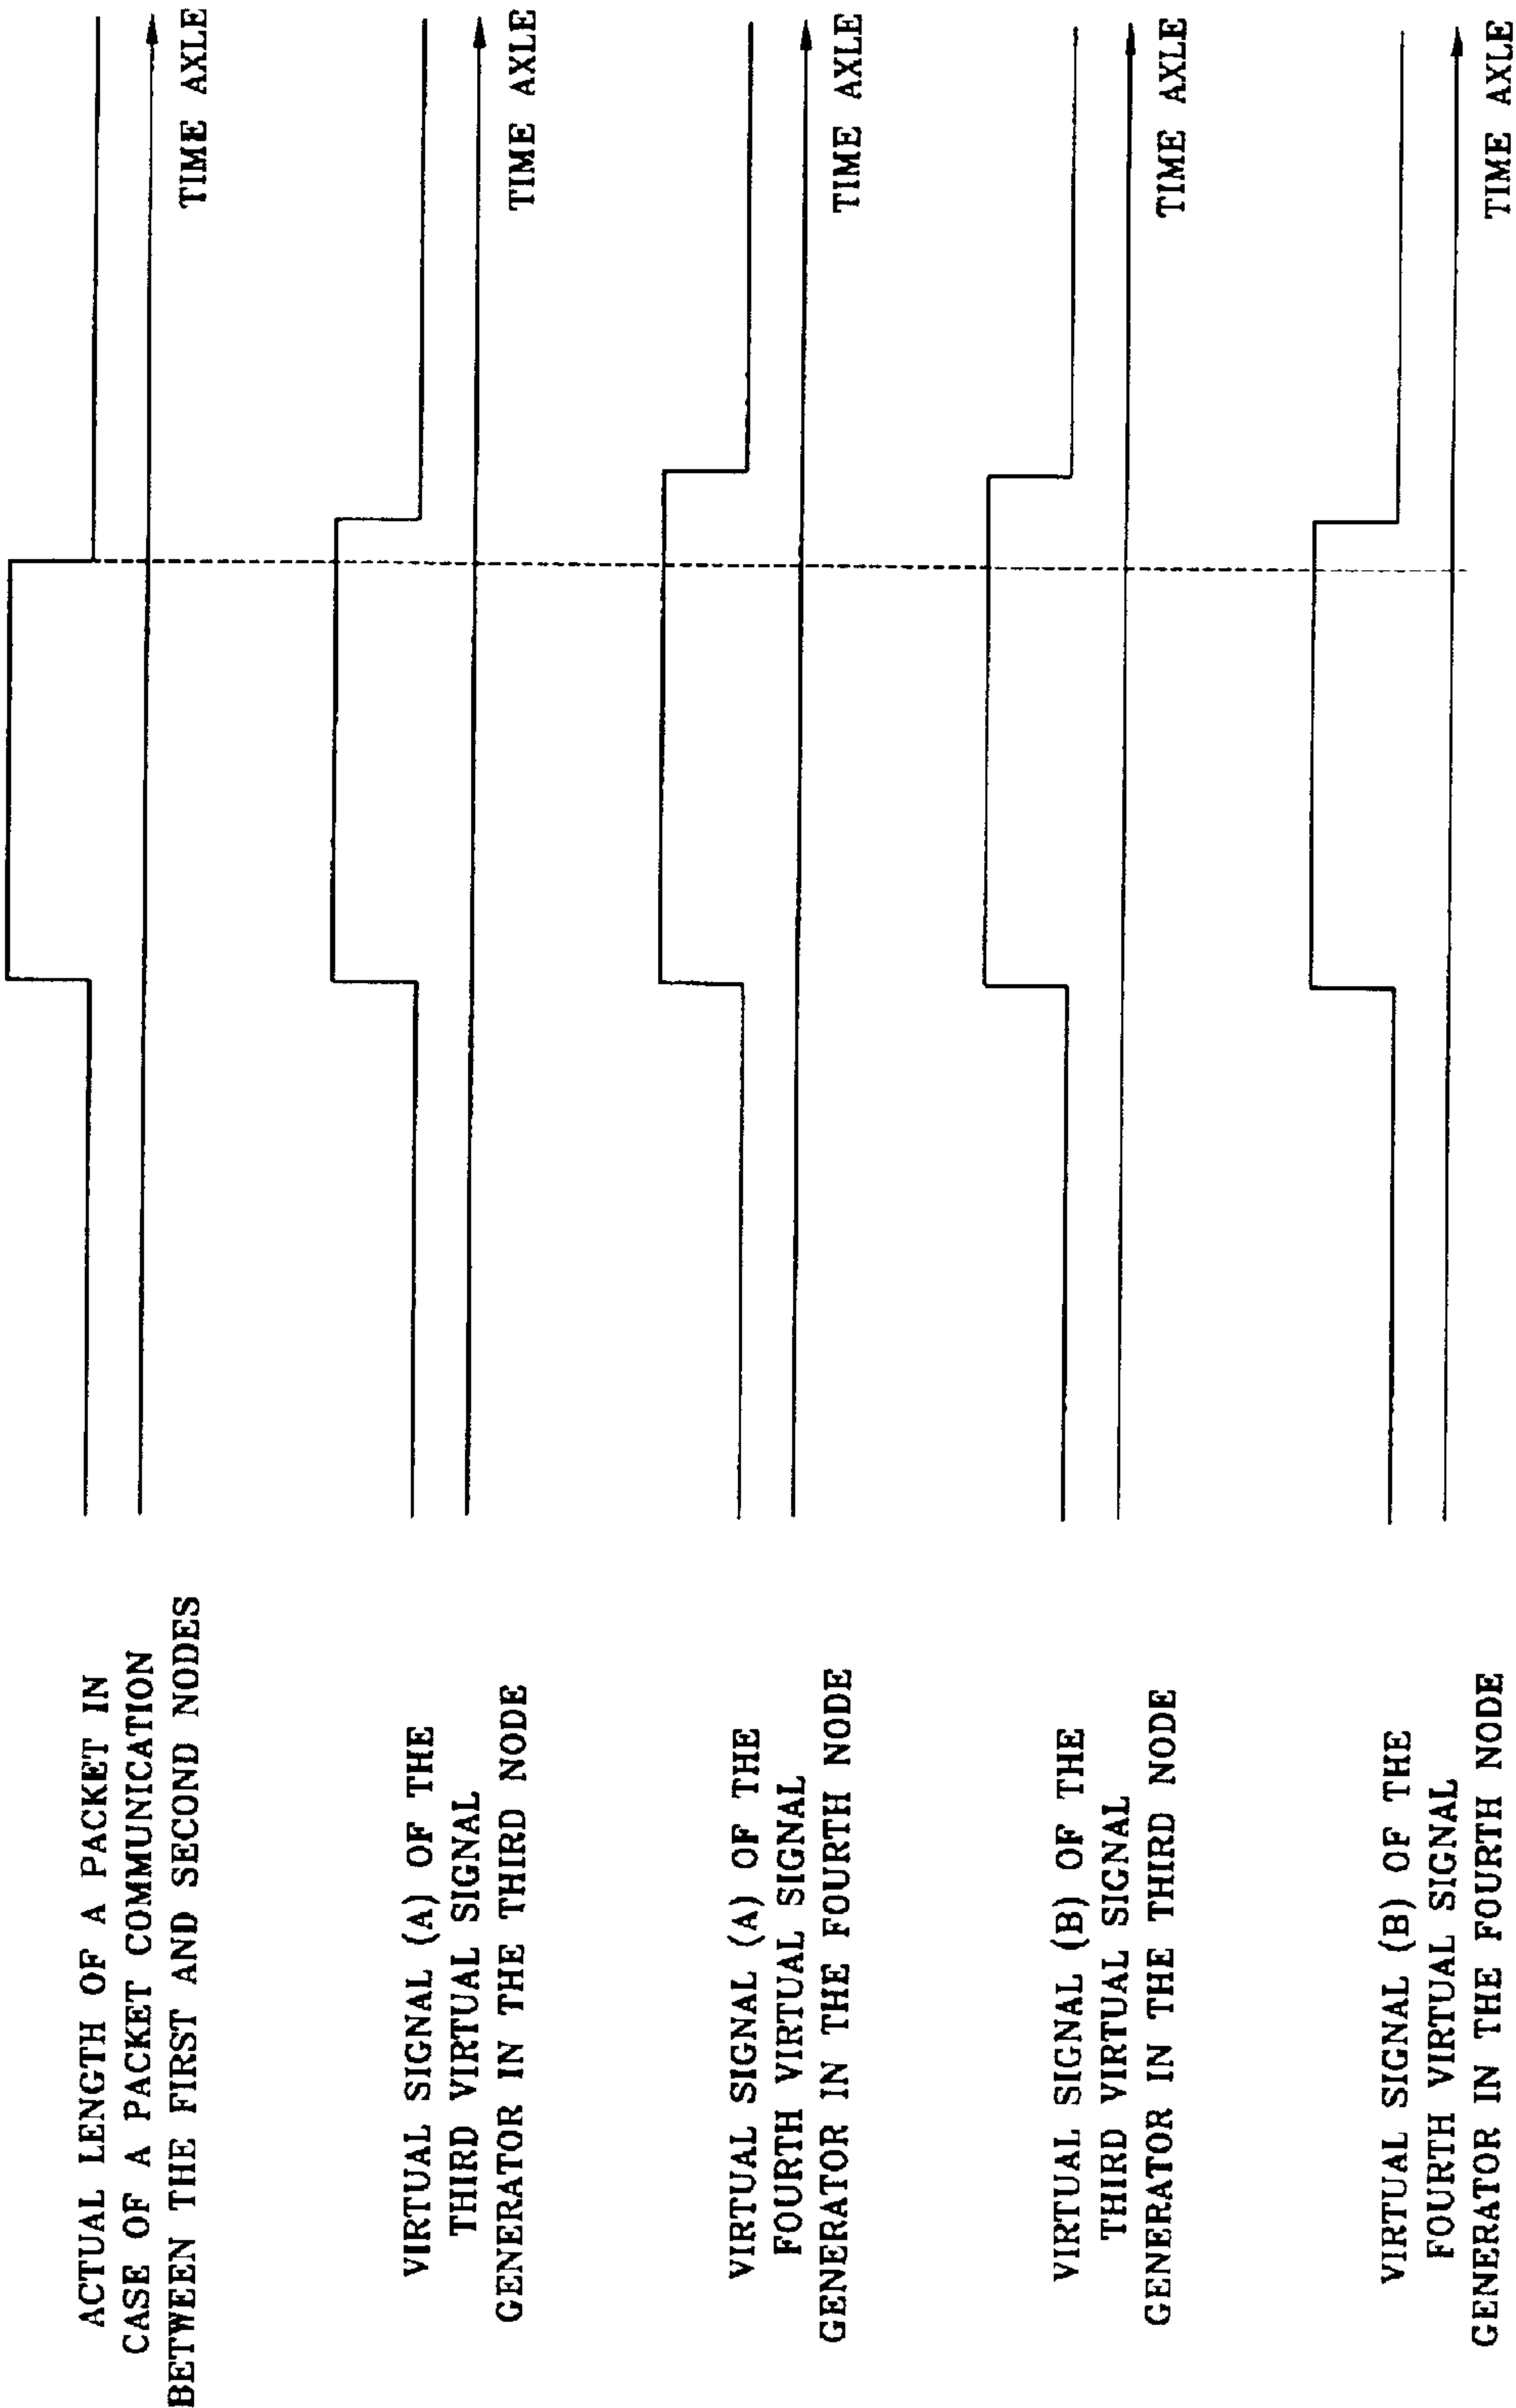 ACTUAL LENGTH OF A PACKET IN
CASE OF A PACKET COMMUNICATION
BETWEEN THE FIRST AND SECOND NODES
TIME AXLE
VIRTUAL SIGNAL (A) OF THE
THIRD VIRTUAL SIGNAL
GENERATOR IN THE THIRD NODE
TIME AXLE
VIRTUAL SIGNAL (A) OF THE
FOURTH VIRTUAL SIGNAL
GENERATOR IN THE FOURTH NODE
TIME AXLE
VIRTUAL SIGNAL (B) OF THE
THIRD VIRTUAL SIGNAL
GENERATOR IN THE THIRD NODE
TIME AXLE
VIRTUAL SIGNAL (B) OF THE
FOURTH VIRTUAL SIGNAL
GENERATOR IN THE FOURTH NODE
TIME AXLE